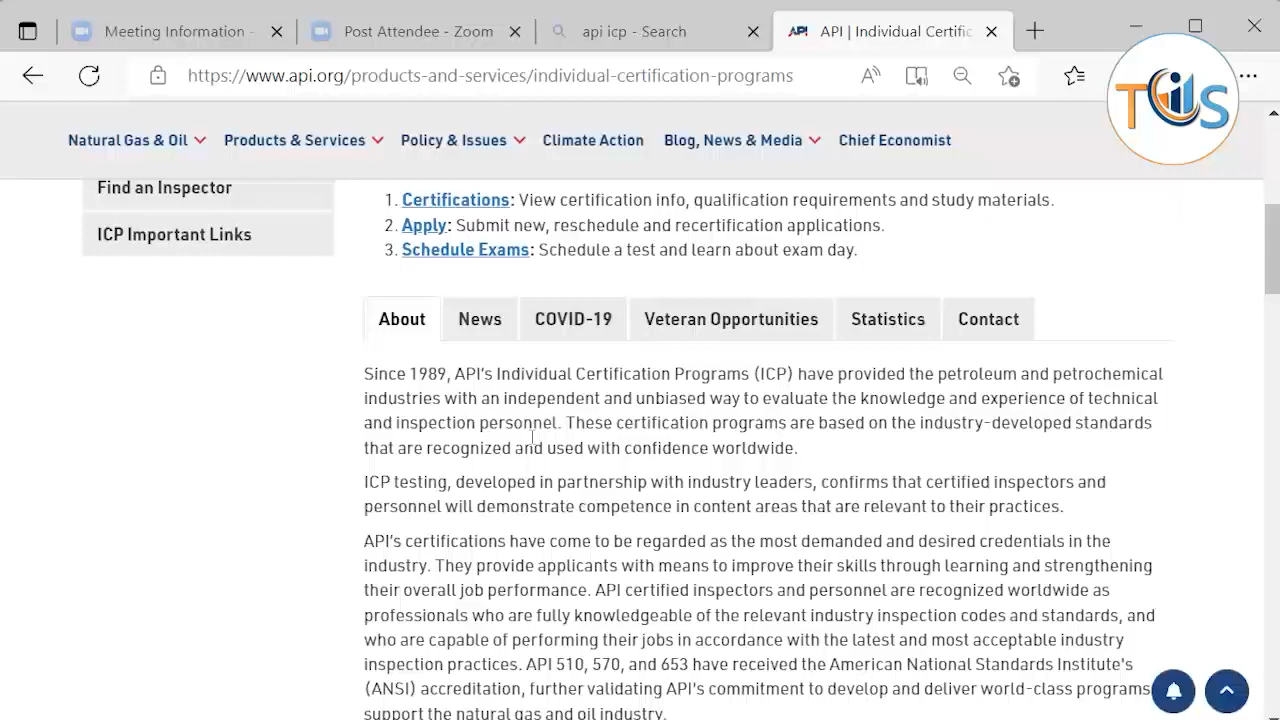 Meeting Information -
Post Attendee - Zoom
api icp - Search
API
API | Individual Certific
https://www.api.org/products-and-services/individual-certification-programs
TCILS
Natural Gas & Oil
Products & Services
Policy & Issues
Climate Action
Blog, News & Media
Chief Economist
Find an Inspector
ICP Important Links
1. Certifications: View certification info, qualification requirements and study materials.
2. Apply: Submit new, reschedule and recertification applications.
3. Schedule Exams: Schedule a test and learn about exam day.
About
News
COVID-19
Veteran Opportunities
Statistics
Contact
Since 1989, API's Individual Certification Programs (ICP) have provided the petroleum and petrochemical
industries with an independent and unbiased way to evaluate the knowledge and experience of technical
and inspection personnel. These certification programs are based on the industry-developed standards
that are recognized and used with confidence worldwide.
ICP testing, developed in partnership with industry leaders, confirms that certified inspectors and
personnel will demonstrate competence in content areas that are relevant to their practices.
API's certifications have come to be regarded as the most demanded and desired credentials in the
industry. They provide applicants with means to improve their skills through learning and strengthening
their overall job performance. API certified inspectors and personnel are recognized worldwide as
professionals who are fully knowledgeable of the relevant industry inspection codes and standards, and
who are capable of performing their jobs in accordance with the latest and most acceptable industry
inspection practices. API 510, 570, and 653 have received the American National Standards Institute's
(ANSI) accreditation, further validating API's commitment to develop and deliver world-class programs
support the natural gas and oil industry.